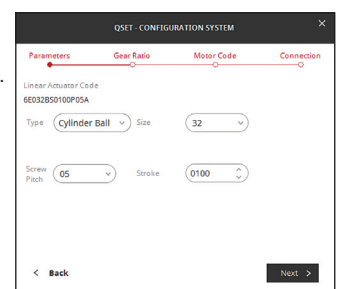 QSET - CONFIGURATION SYSTEM ×
Parameters Gear Ratio Motor Code Connection
Linear Actuator Code
6E032BS0100P05A
Type Cylinder Ball Size 32
Screw Pitch 05 Stroke 0100
< Back Next >